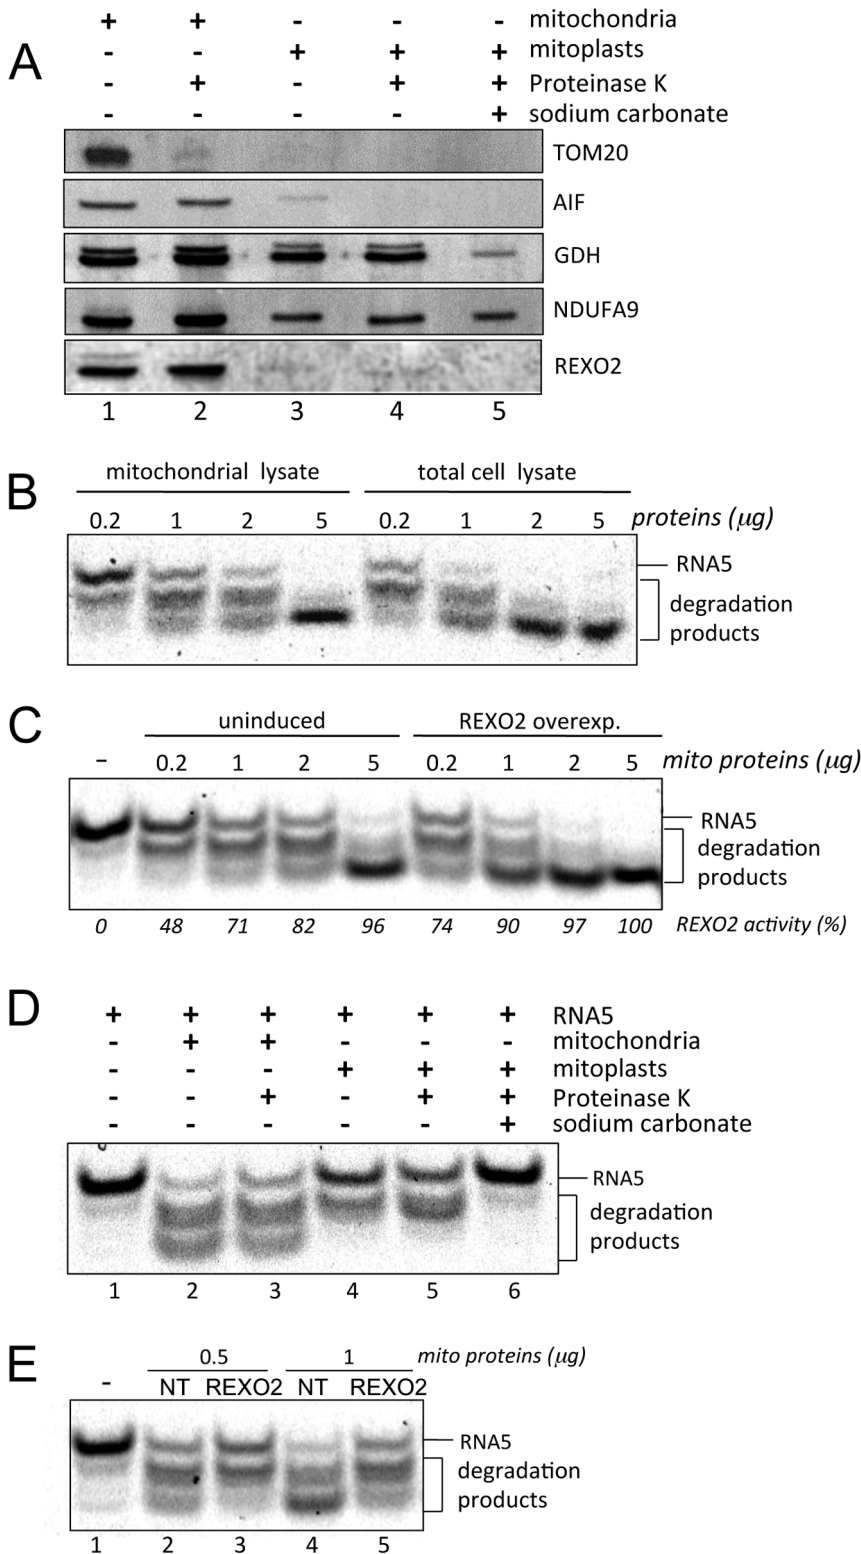 A
+ + - - - mitochondria
- - + + + mitoplasts
- + - + + Proteinase K
- - - - + sodium carbonate
TOM20
AIF
GDH
NDUFA9
REXO2
1 2 3 4 5
B
mitochondrial lysate total cell lysate
0.2 1 2 5 0.2 1 2 5 proteins (µg)
RNA5
degradation
products
C
uninduced REXO2 overexp.
- 0.2 1 2 5 0.2 1 2 5 mito proteins (µg)
RNA5
degradation
products
0 48 71 82 96 74 90 97 100 REXO2 activity (%)
D
+ + + + + + RNA5
- + + - - - mitochondria
- - - + + + mitoplasts
- - + - + + Proteinase K
- - - - - + sodium carbonate
RNA5
degradation
products
1 2 3 4 5 6
E
0.5 1 mito proteins (µg)
- NT REXO2 NT REXO2
RNA5
degradation
products
1 2 3 4 5